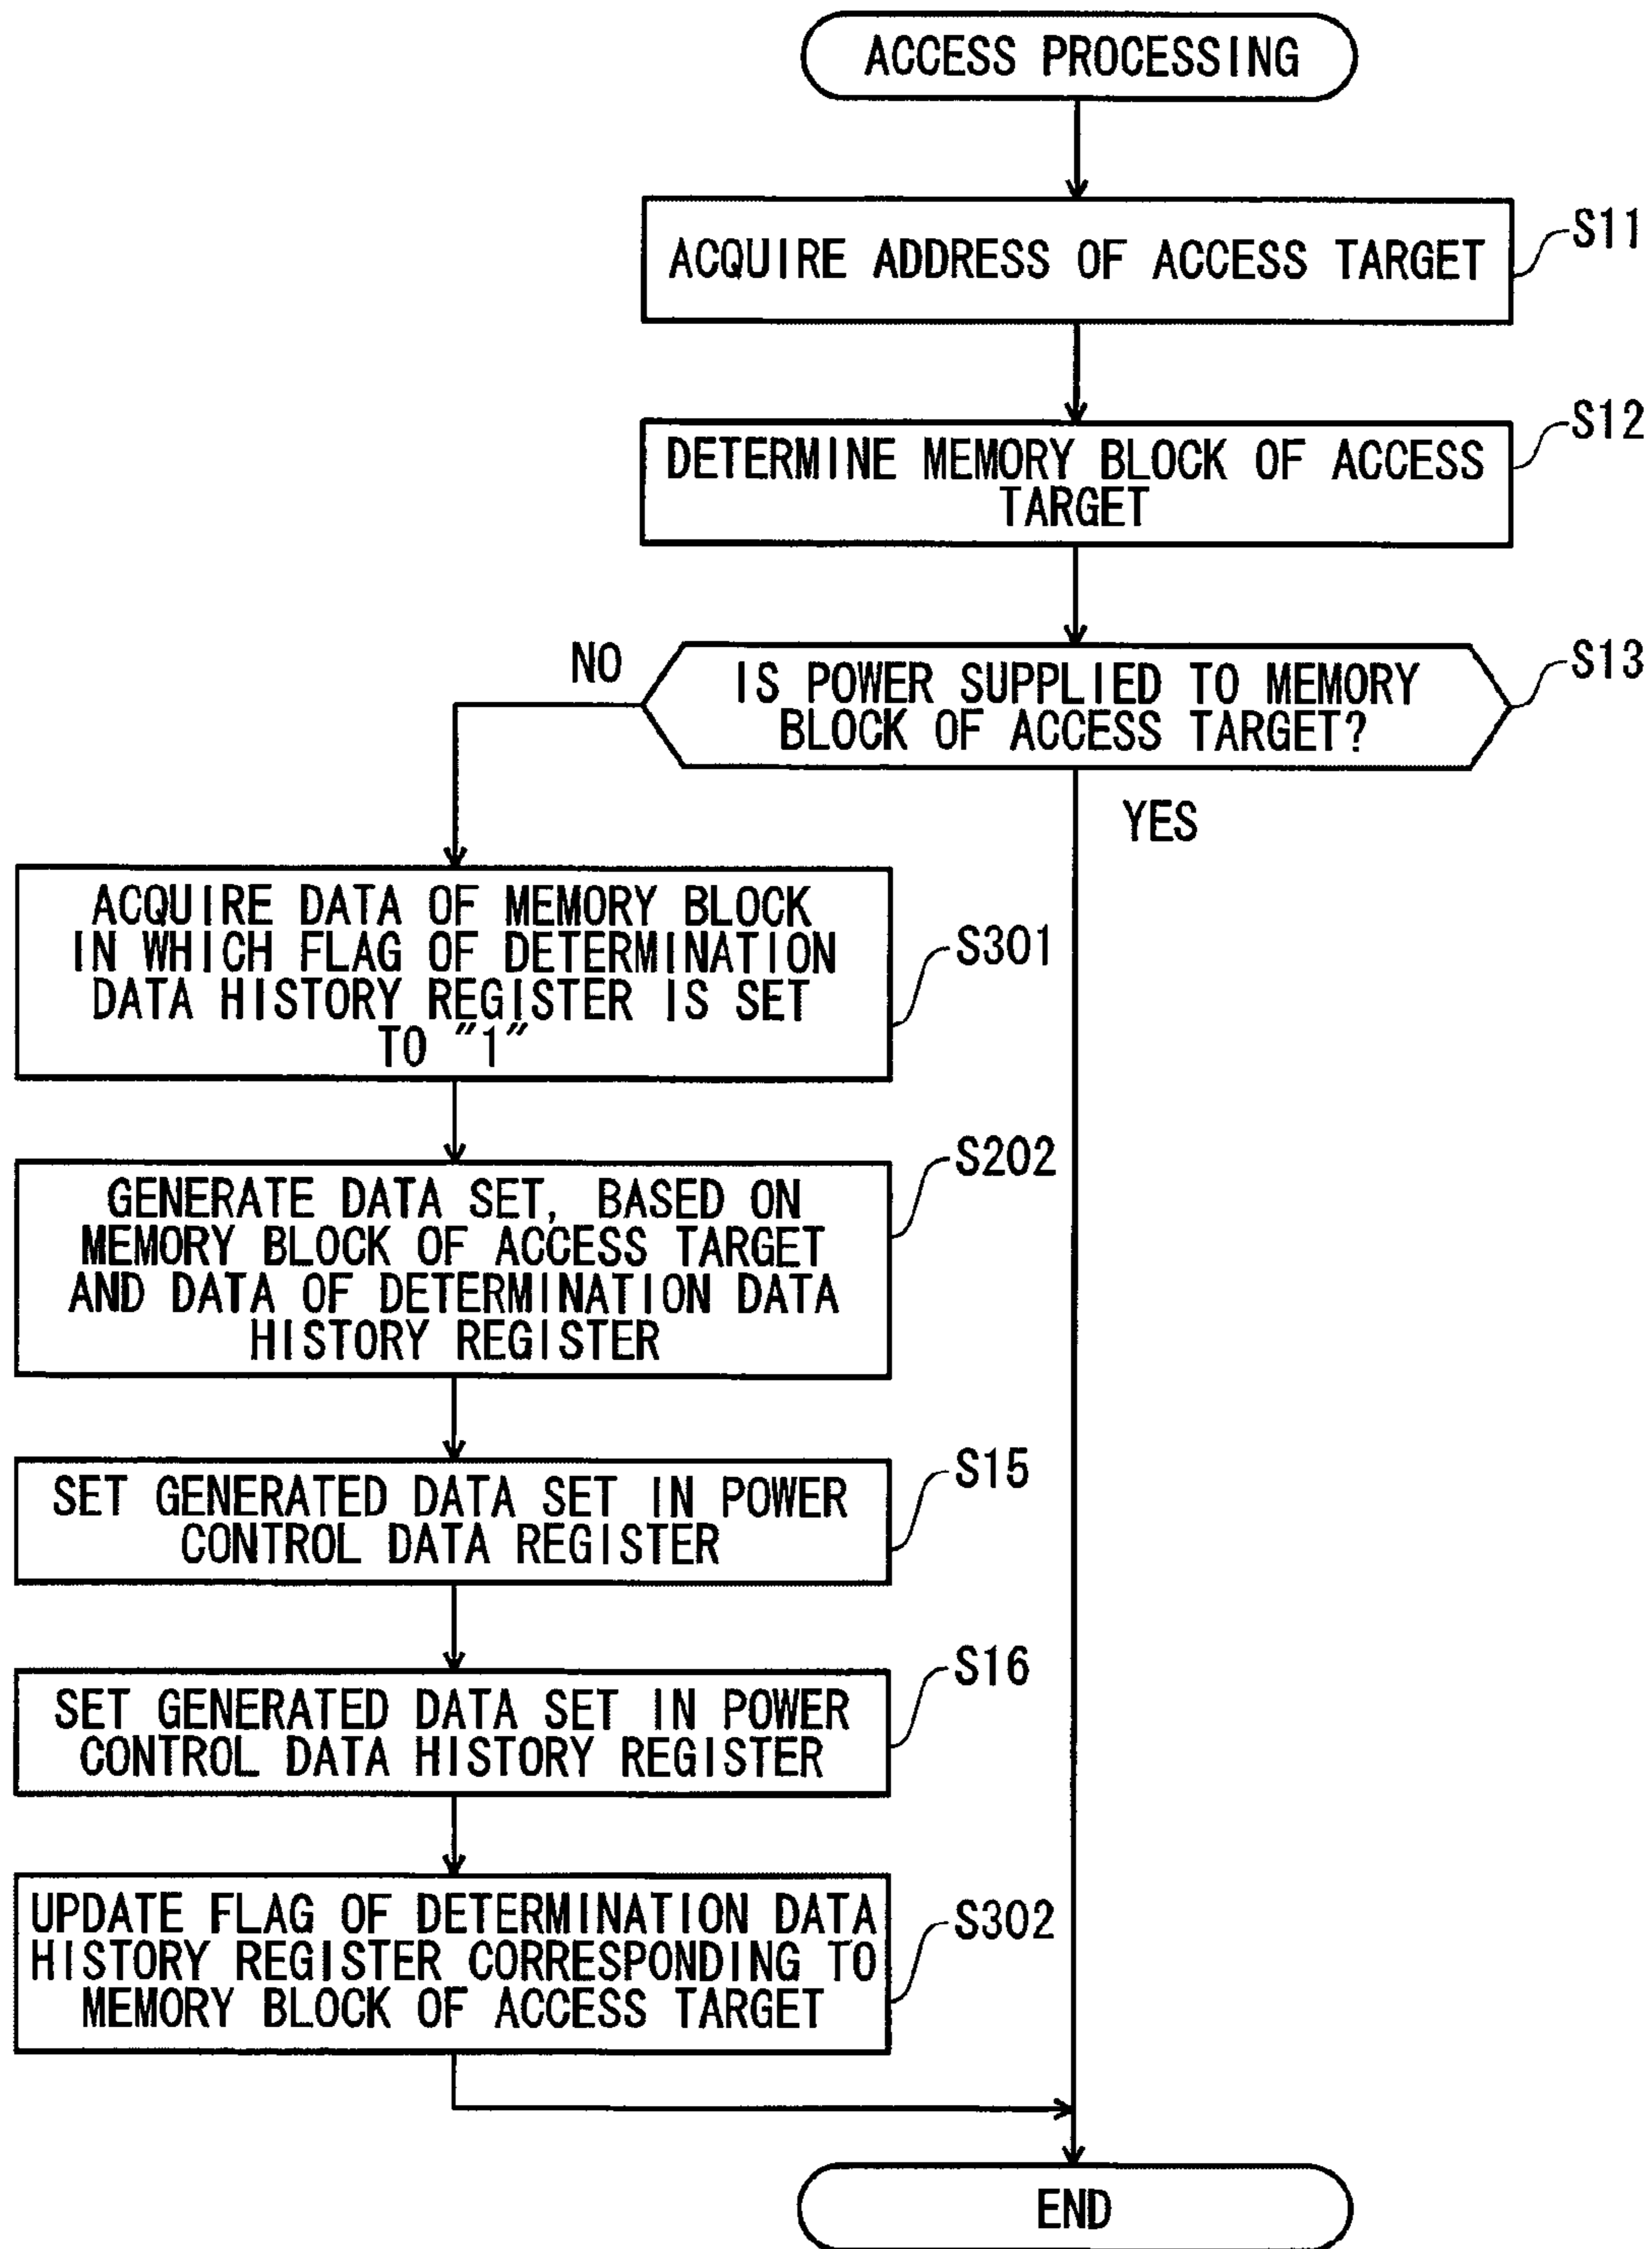 ACCESS PROCESSING
ACQUIRE ADDRESS OF ACCESS TARGET
S11
DETERMINE MEMORY BLOCK OF ACCESS
TARGET
S12
IS POWER SUPPLIED TO MEMORY
BLOCK OF ACCESS TARGET?
S13
NO
YES
ACQUIRE DATA OF MEMORY BLOCK
IN WHICH FLAG OF DETERMINATION
DATA HISTORY REGISTER IS SET
TO "1"
S301
GENERATE DATA SET, BASED ON
MEMORY BLOCK OF ACCESS TARGET
AND DATA OF DETERMINATION DATA
HISTORY REGISTER
S202
SET GENERATED DATA SET IN POWER
CONTROL DATA REGISTER
S15
SET GENERATED DATA SET IN POWER
CONTROL DATA HISTORY REGISTER
S16
UPDATE FLAG OF DETERMINATION DATA
HISTORY REGISTER CORRESPONDING TO
MEMORY BLOCK OF ACCESS TARGET
S302
END